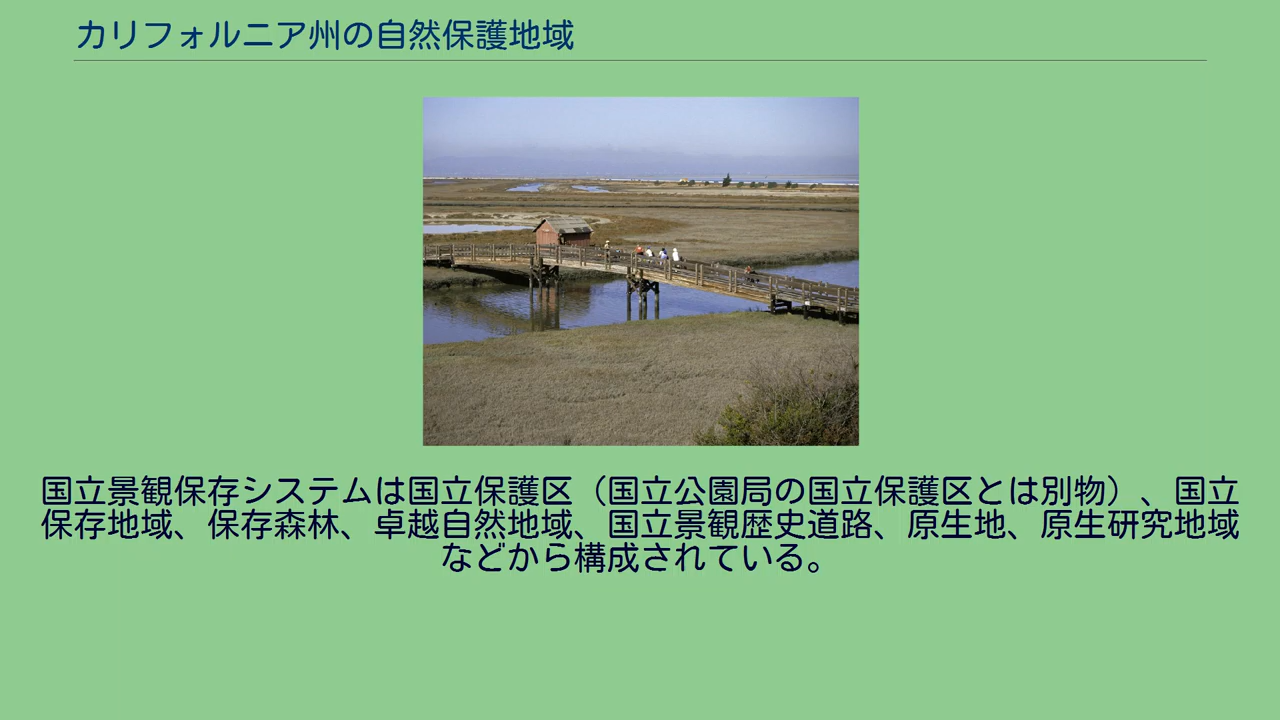 カリフォルニア州の自然保護地域
国立景観保存システムは国立保護区（国立公園局の国立保護区とは別物）、国立
保存地域、保存森林、卓越自然地域、国立景観歴史道路、原生地、原生研究地域
などから構成されている。